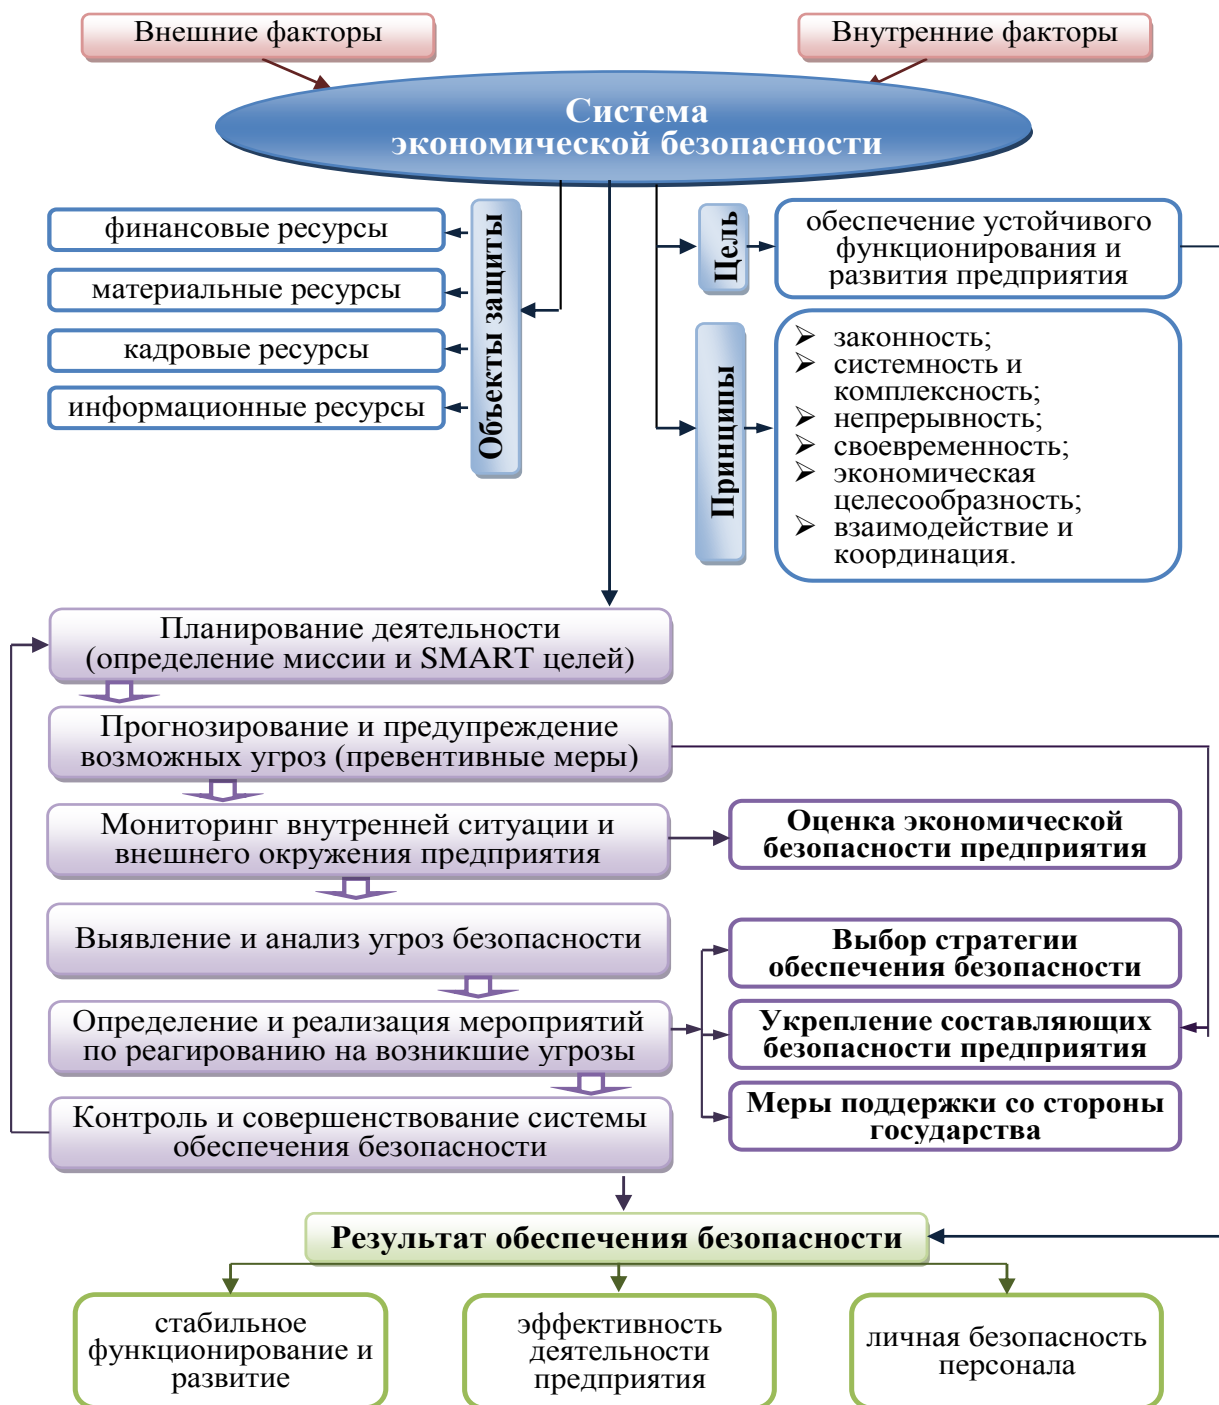 Внешние факторы
Внутренние факторы
Система
экономической безопасности
финансовые ресурсы
материальные ресурсы
кадровые ресурсы
информационные ресурсы
Объекты защиты
Цель
обеспечение устойчивого
функционирования и
развития предприятия
Принципы
законность;
системность и
комплексность;
непрерывность;
своевременность;
экономическая
целесообразность;
взаимодействие и
координация.
Планирование деятельности
(определение миссии и SMART целей)
Прогнозирование и предупреждение
возможных угроз (превентивные меры)
Мониторинг внутренней ситуации и
внешнего окружения предприятия
Оценка экономической
безопасности предприятия
Выявление и анализ угроз безопасности
Выбор стратегии
обеспечения безопасности
Определение и реализация мероприятий
по реагированию на возникшие угрозы
Укрепление составляющих
безопасности предприятия
Контроль и совершенствование системы
обеспечения безопасности
Меры поддержки со стороны
государства
Результат обеспечения безопасности
стабильное
функционирование и
развитие
эффективность
деятельности
предприятия
личная безопасность
персонала